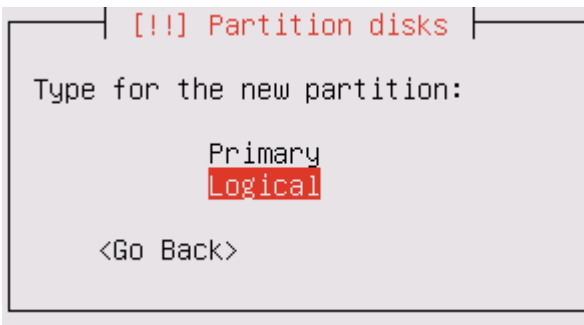 [!!] Partition disks
Type for the new partition:
Primary
Logical
<Go Back>